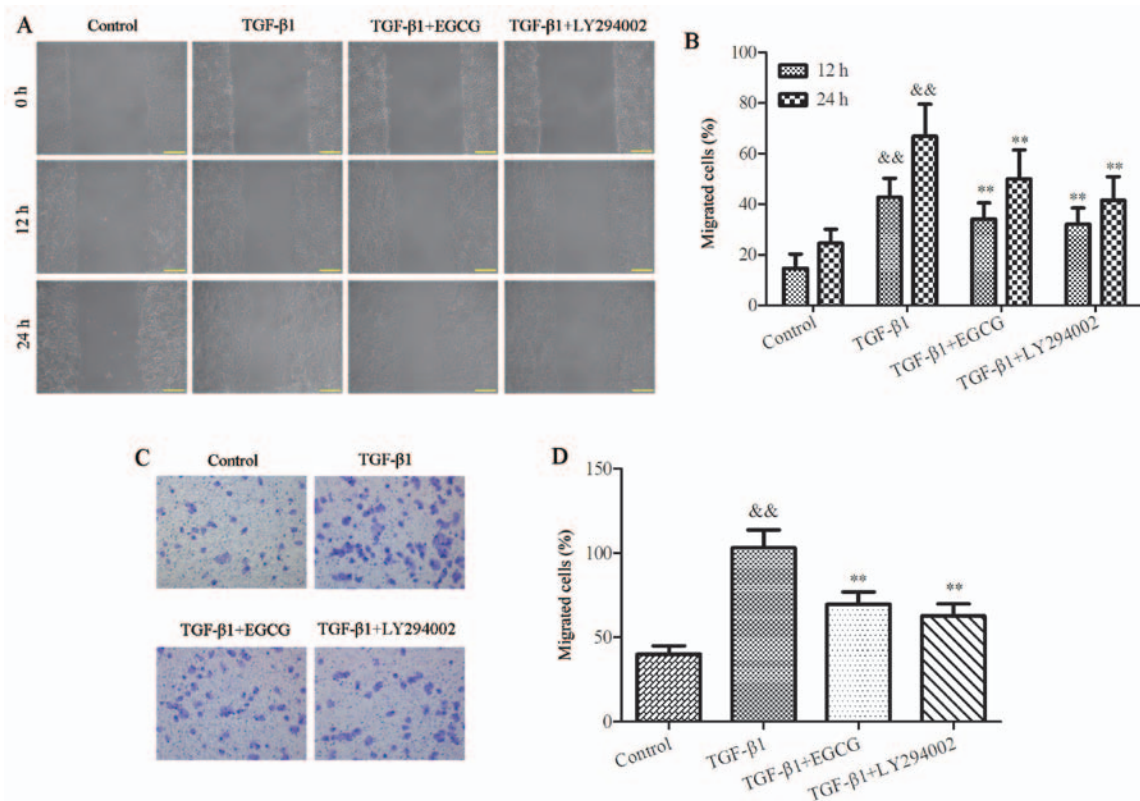 A
Control
TGF-β1
TGF-β1+EGCG
TGF-β1+LY294002
0 h
12 h
24 h
B
Migrated cells (%)
100
80
60
40
20
0
12 h
24 h
&&
&&
**
**
**
**
Control
TGF-β1
TGF-β1+EGCG
TGF-β1+LY294002
C
Control
TGF-β1
TGF-β1+EGCG
TGF-β1+LY294002
D
Migrated cells (%)
150
100
50
0
&&
**
**
Control
TGF-β1
TGF-β1+EGCG
TGF-β1+LY294002